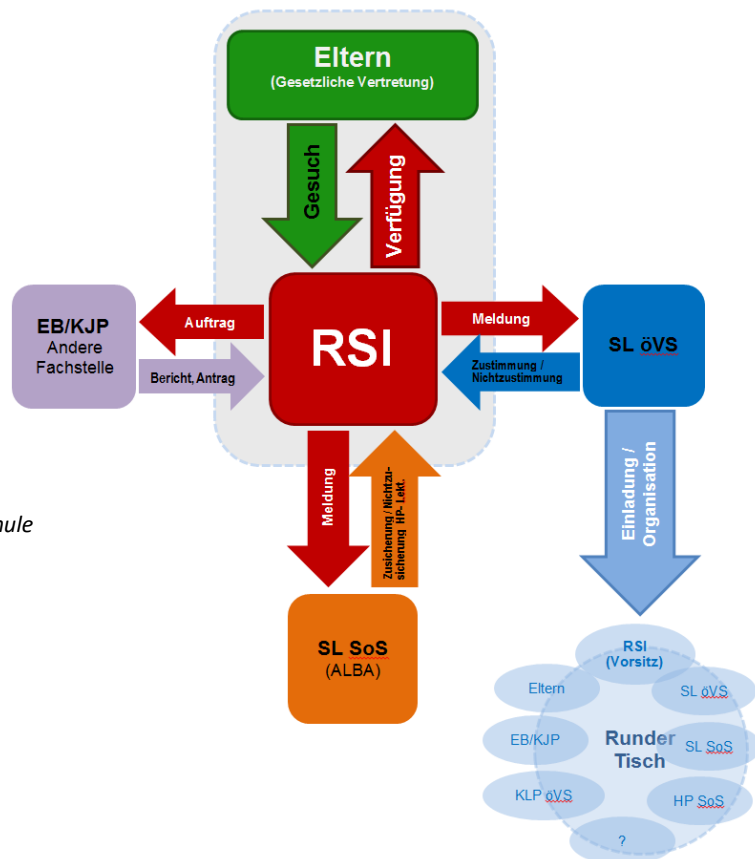 Eltern
(Gesetzliche Vertretung)
Gesuch
Verfügung
EB/KJP
Andere
Fachstelle
Auftrag
Bericht, Antrag
RSI
Meldung
Zustimmung /
Nichtzustimmung
SL öVS
Meldung
Zusicherung / Nichtzu-
sicherung HP- Lekt.
Einladung /
Organisation
SL SoS
(ALBA)
RSI
(Vorsitz)
Eltern
SL öVS
EB/KJP
Runder
Tisch
SL SoS
KLP öVS
HP SoS
?